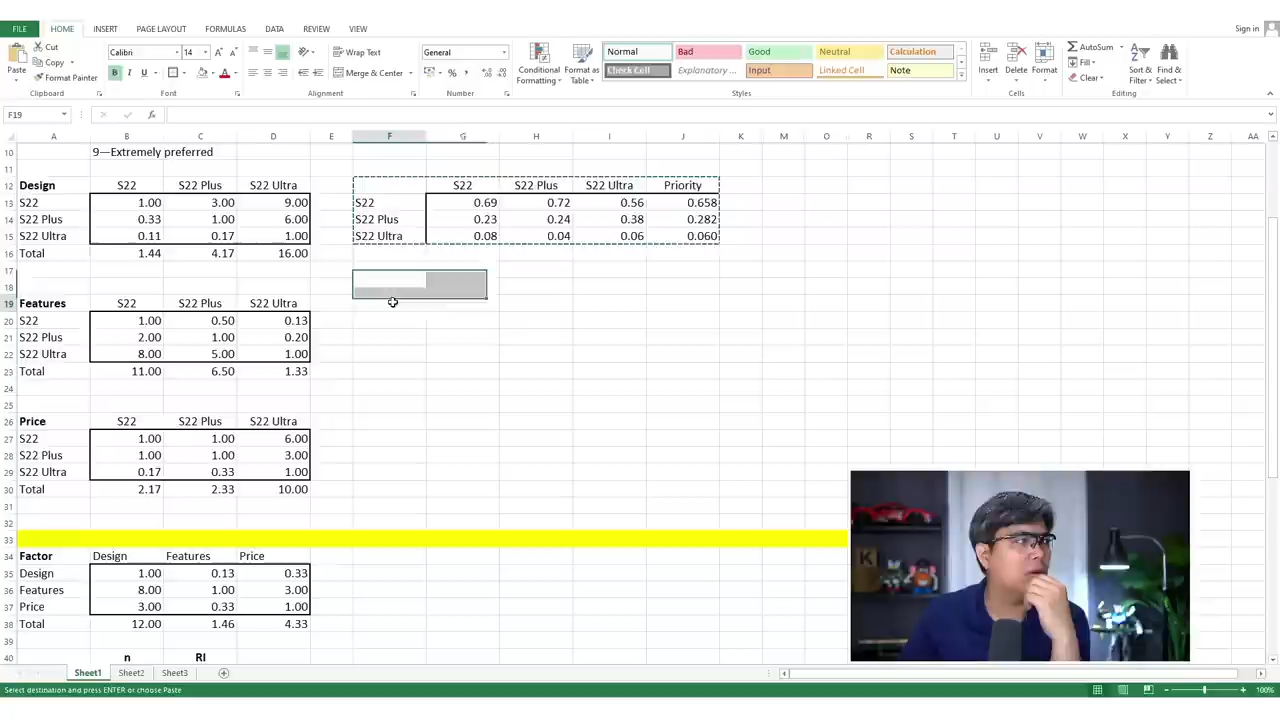 FILE HOME INSERT PAGE LAYOUT FORMULAS DATA REVIEW VIEW Sign in
Cut Calibri 14 Wrap Text General Normal Bad Good Neutral Calculation AutoSum
Copy Fill
Paste Format Painter B I U Merge & Center Conditional Formatting Format as Table Check Cell Explanatory ... Input Linked Cell Note Insert Delete Format Clear Sort & Filter Find & Select
Clipboard Font Alignment Number Styles Cells Editing
F19
A B C D E F G H I J K L M O R S T U V W X Y Z AA
10 9—Extremely preferred
11
12 Design S22 S22 Plus S22 Ultra S22 S22 Plus S22 Ultra Priority
13 S22 1.00 3.00 9.00 S22 0.69 0.72 0.56 0.658
14 S22 Plus 0.33 1.00 6.00 S22 Plus 0.23 0.24 0.38 0.282
15 S22 Ultra 0.11 0.17 1.00 S22 Ultra 0.08 0.04 0.06 0.060
16 Total 1.44 4.17 16.00
17
18
19 Features S22 S22 Plus S22 Ultra
20 S22 1.00 0.50 0.13
21 S22 Plus 2.00 1.00 0.20
22 S22 Ultra 8.00 5.00 1.00
23 Total 11.00 6.50 1.33
24
25
26 Price S22 S22 Plus S22 Ultra
27 S22 1.00 1.00 6.00
28 S22 Plus 1.00 1.00 3.00
29 S22 Ultra 0.17 0.33 1.00
30 Total 2.17 2.33 10.00
31
32
33
34 Factor Design Features Price
35 Design 1.00 0.13 0.33
36 Features 8.00 1.00 3.00
37 Price 3.00 0.33 1.00
38 Total 12.00 1.46 4.33
39
40 n RI
K
Sheet1 Sheet2 Sheet3
Select destination and press ENTER or choose Paste 100%